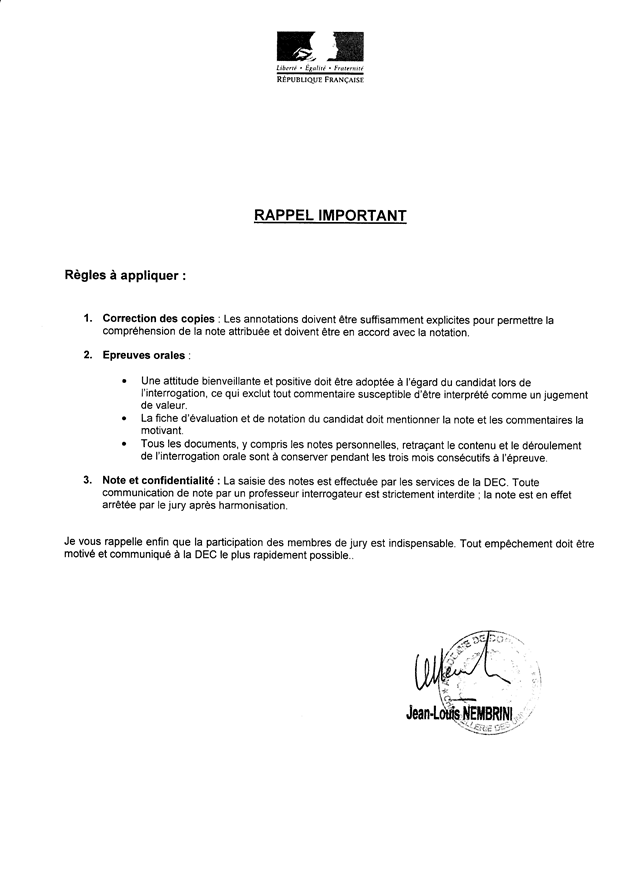 Liberté • Égalité • Fraternité
RÉPUBLIQUE FRANÇAISE
RAPPEL IMPORTANT
Règles à appliquer :
1. Correction des copies : Les annotations doivent être suffisamment explicites pour permettre la
compréhension de la note attribuée et doivent être en accord avec la notation.
2. Epreuves orales :
• Une attitude bienveillante et positive doit être adoptée à l'égard du candidat lors de
l'interrogation, ce qui exclut tout commentaire susceptible d'être interprété comme un jugement
de valeur.
• La fiche d'évaluation et de notation du candidat doit mentionner la note et les commentaires la
motivant.
• Tous les documents, y compris les notes personnelles, retraçant le contenu et le déroulement
de l'interrogation orale sont à conserver pendant les trois mois consécutifs à l'épreuve.
3. Note et confidentialité : La saisie des notes est effectuée par les services de la DEC. Toute
communication de note par un professeur interrogateur est strictement interdite ; la note est en effet
arrêtée par le jury après harmonisation.
Je vous rappelle enfin que la participation des membres de jury est indispensable. Tout empêchement doit être
motivé et communiqué à la DEC le plus rapidement possible..
Jean-Louis NEMBRINI